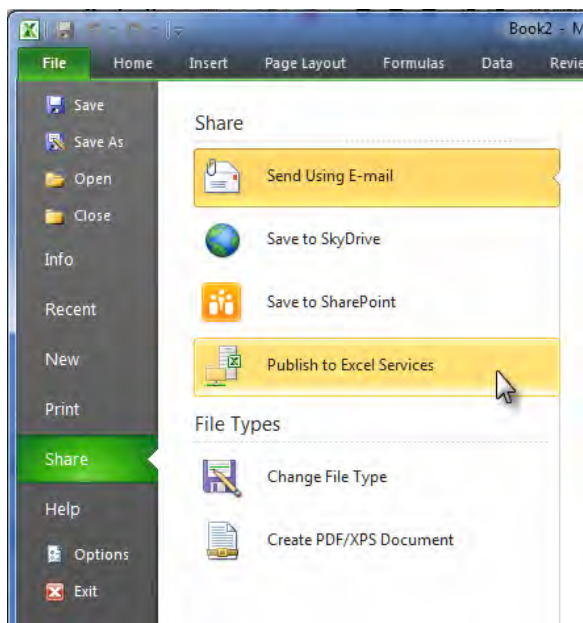 Book2 - M
File Home Insert Page Layout Formulas Data Revie
Save
Save As
Open
Close
Info
Recent
New
Print
Share
Help
Options
Exit
Share
Send Using E-mail
Save to SkyDrive
Save to SharePoint
Publish to Excel Services
File Types
Change File Type
Create PDF/XPS Document